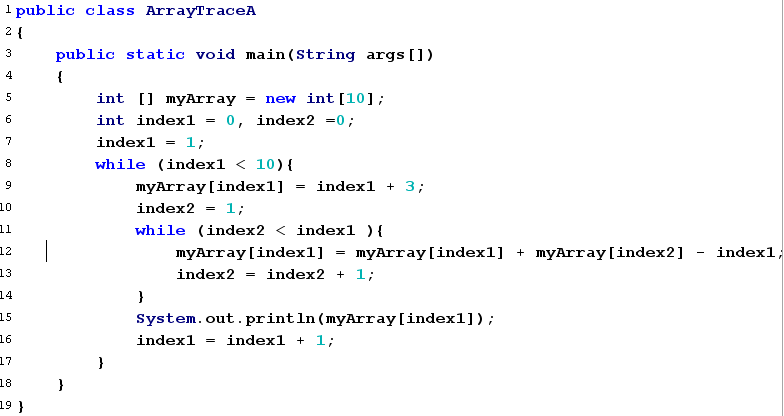 1 public class ArrayTraceA
2 {
3     public static void main(String args[])
4     {
5         int [] myArray = new int[10];
6         int index1 = 0, index2 =0;
7         index1 = 1;
8         while (index1 < 10){
9             myArray[index1] = index1 + 3;
10             index2 = 1;
11             while (index2 < index1 ){
12                 myArray[index1] = myArray[index1] + myArray[index2] - index1;
13                 index2 = index2 + 1;
14             }
15             System.out.println(myArray[index1]);
16             index1 = index1 + 1;
17         }
18     }
19 }